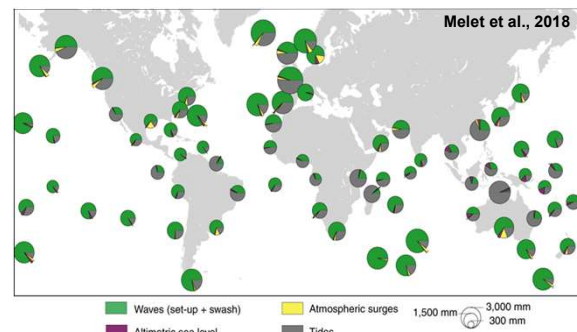 Melet et al., 2018
Waves (set-up + swash)
Atmospheric surges
1,500 mm
3,000 mm
300 mm
Altimetric sea level
Tides